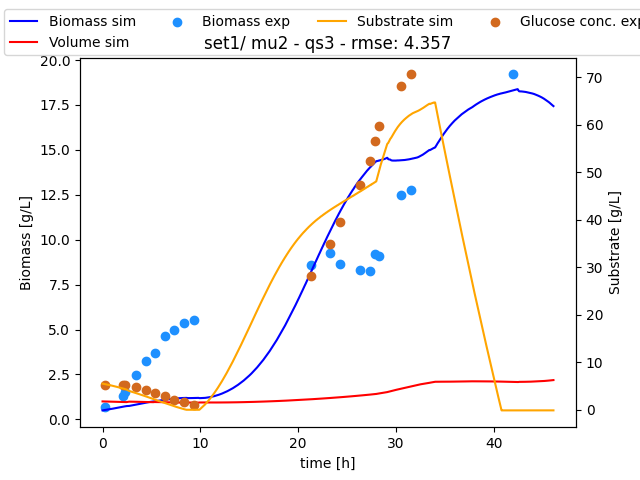 Biomass sim Biomass exp Substrate sim Glucose conc. exp
Volume sim
set1/ mu2 - qs3 - rmse: 4.357
20.0
17.5
15.0
12.5
10.0
7.5
5.0
2.5
0.0
Biomass [g/L]
70
60
50
40
30
20
10
0
Substrate [g/L]
0 10 20 30 40
time [h]